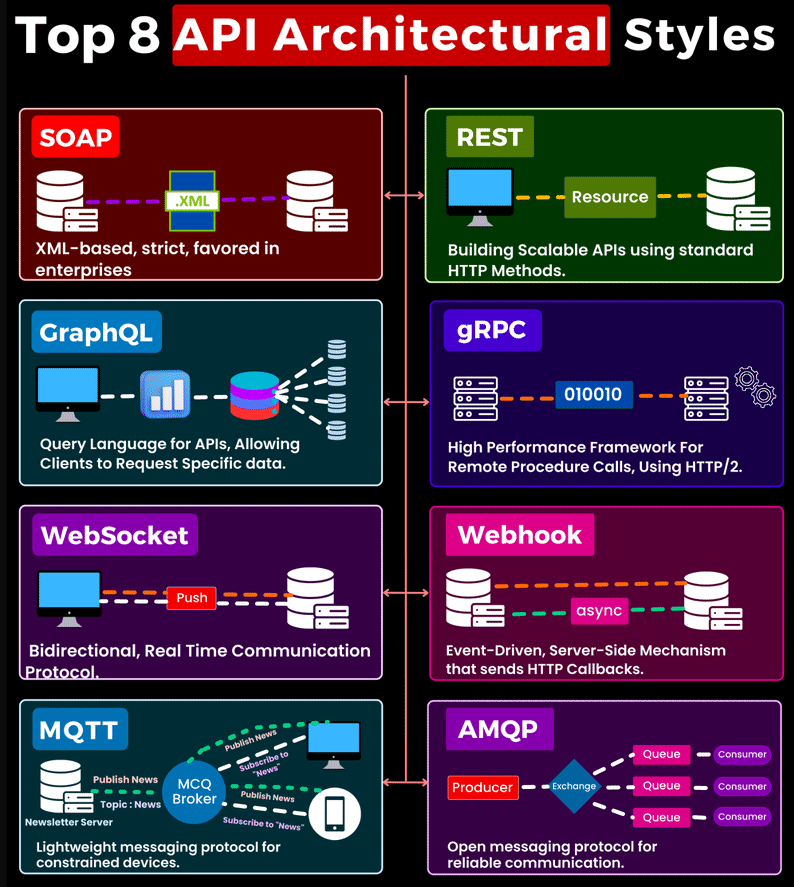 Top 8 API Architectural Styles
SOAP
.XML
XML-based, strict, favored in
enterprises
REST
Resource
Building Scalable APIs using standard
HTTP Methods.
GraphQL
Query Language for APIs, Allowing
Clients to Request Specific data.
gRPC
010010
High Performance Framework For
Remote Procedure Calls, Using HTTP/2.
WebSocket
Push
Bidirectional, Real Time Communication
Protocol.
Webhook
async
Event-Driven, Server-Side Mechanism
that sends HTTP Callbacks.
MQTT
Publish News
Topic : News
Newsletter Server
MCQ
Broker
Publish News
Subscribe to
"News"
Publish News
Subscribe to "News"
Lightweight messaging protocol for
constrained devices.
AMQP
Producer
Exchange
Queue
Consumer
Queue
Consumer
Queue
Consumer
Open messaging protocol for
reliable communication.